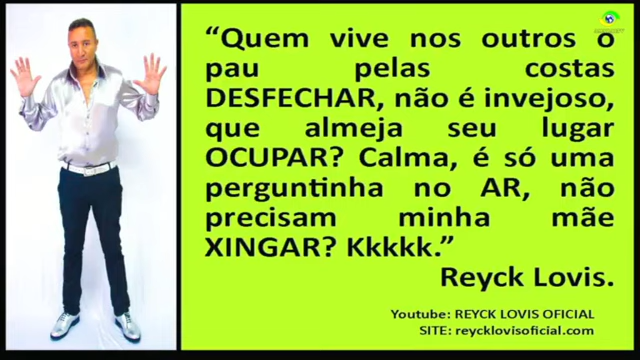 “Quem vive nos outros o
pau pelas costas
DESFECHAR, não é invejoso,
que almeja seu lugar
OCUPAR? Calma, é só uma
perguntinha no AR, não
precisam minha mãe
XINGAR? Kkkkk.”
Reyck Lovis.
Youtube: REYCK LOVIS OFICIAL
SITE: reycklovisoficial.com